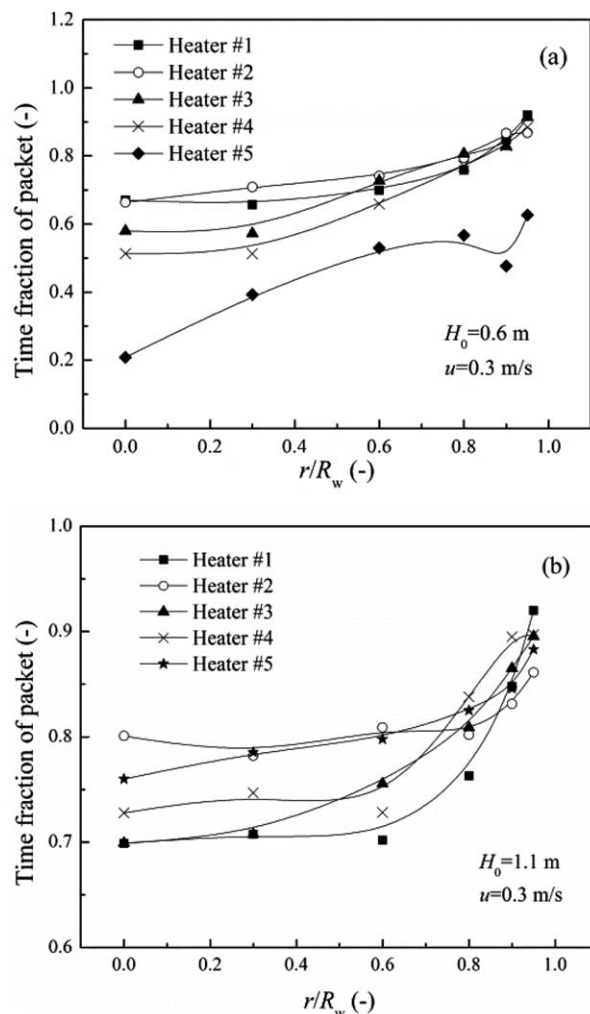 (a)
Heater #1
Heater #2
Heater #3
Heater #4
Heater #5
Time fraction of packet (-)
1.2
1.0
0.8
0.6
0.4
0.2
0.0
H₀=0.6 m
u=0.3 m/s
0.0 0.2 0.4 0.6 0.8 1.0
r/R_w (-)
(b)
Heater #1
Heater #2
Heater #3
Heater #4
Heater #5
Time fraction of packet (-)
1.0
0.9
0.8
0.7
0.6
H₀=1.1 m
u=0.3 m/s
0.0 0.2 0.4 0.6 0.8 1.0
r/R_w (-)